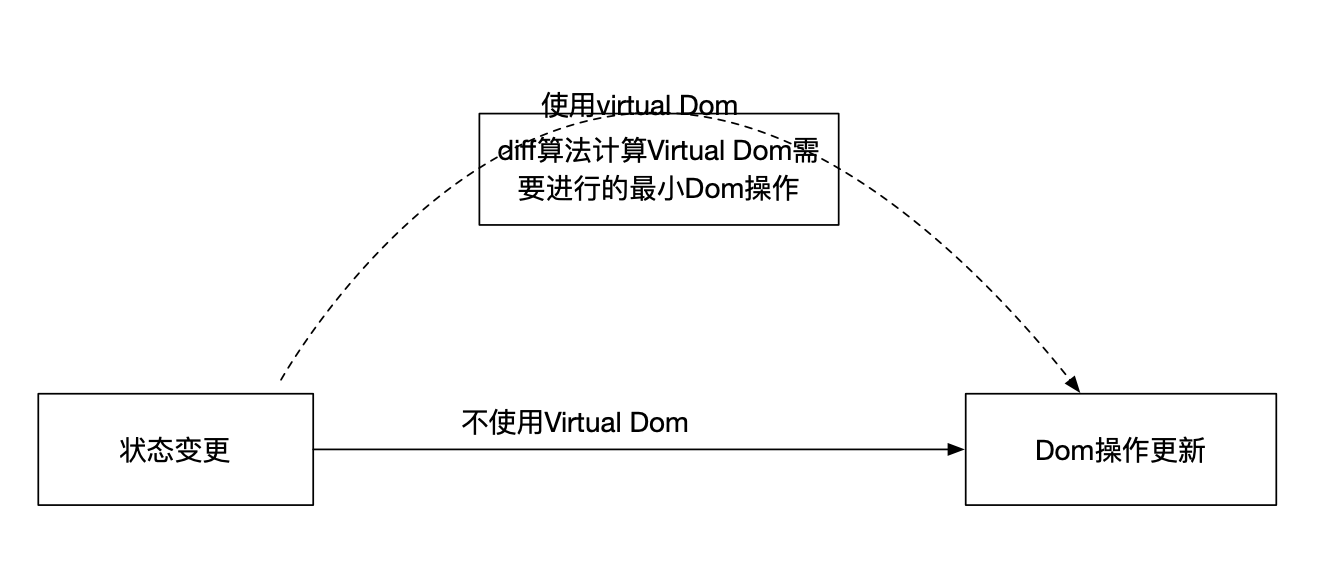 使用virtual Dom
diff算法计算Virtual Dom需
要进行的最小Dom操作
不使用Virtual Dom
状态变更
Dom操作更新